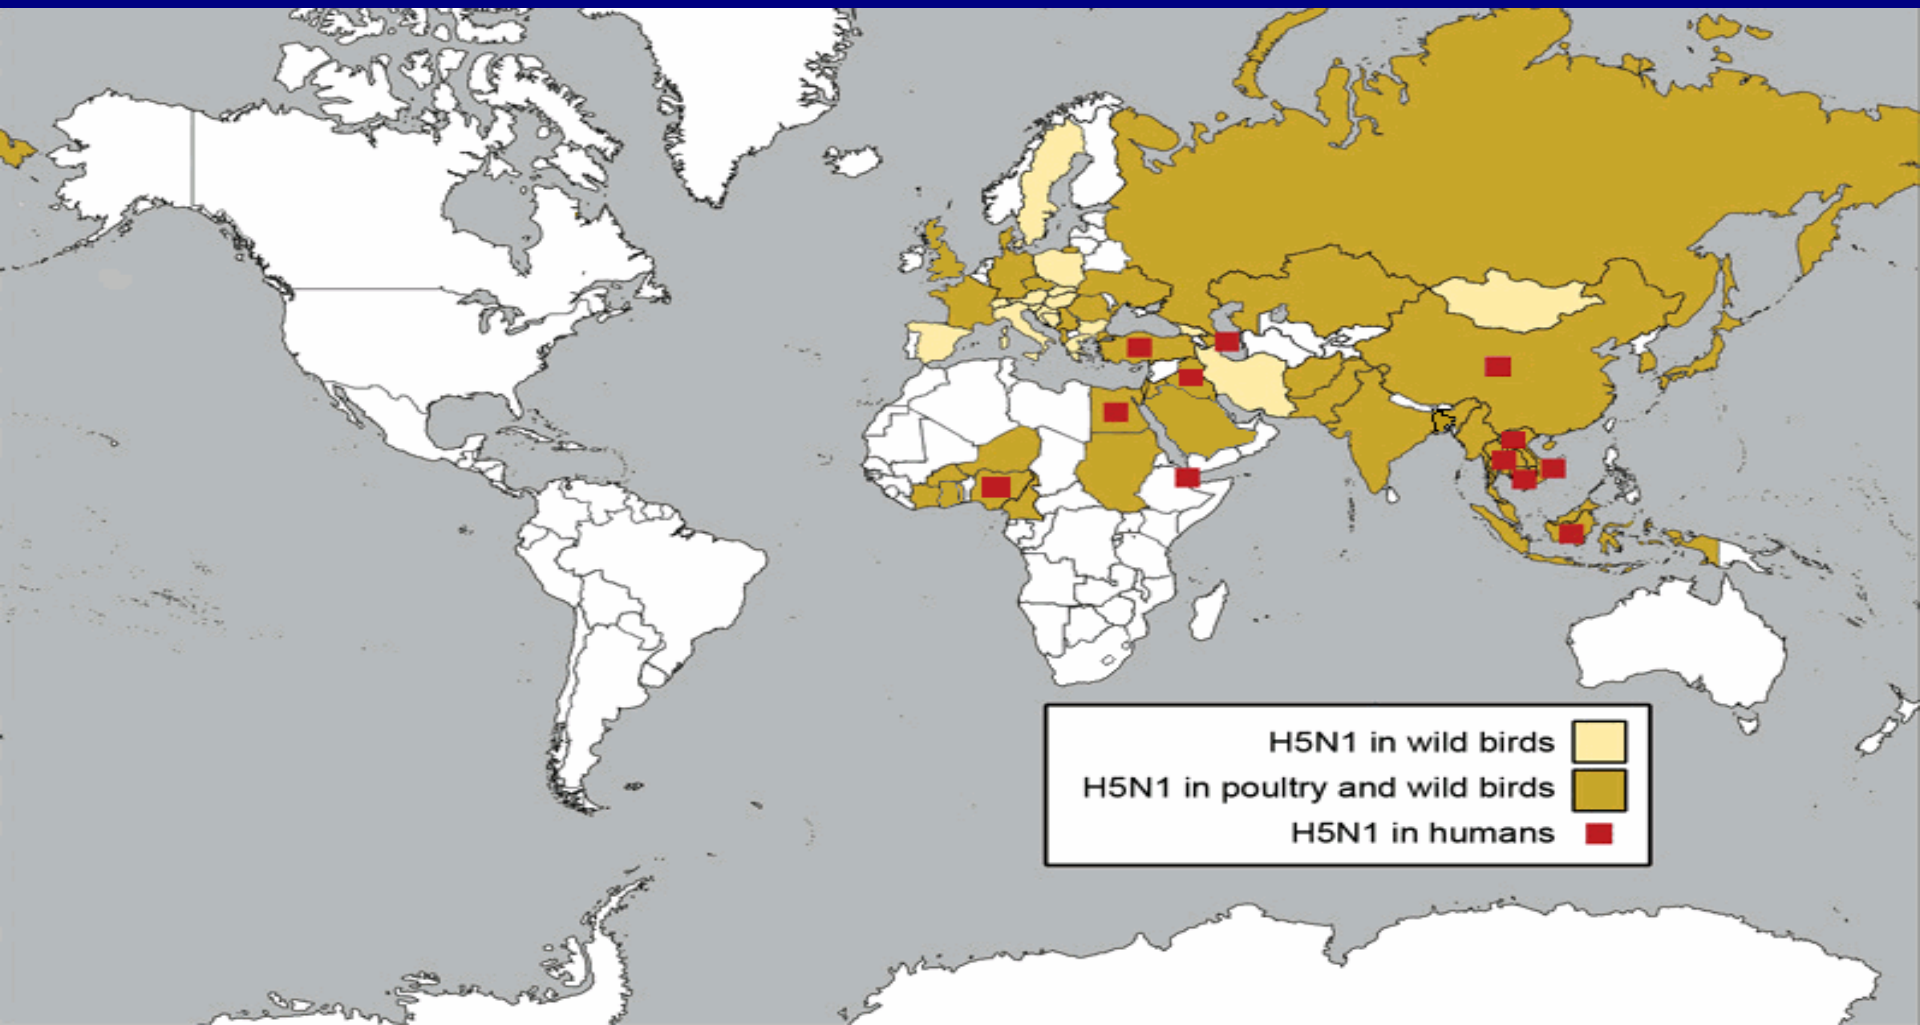 H5N1 in wild birds
H5N1 in poultry and wild birds
H5N1 in humans